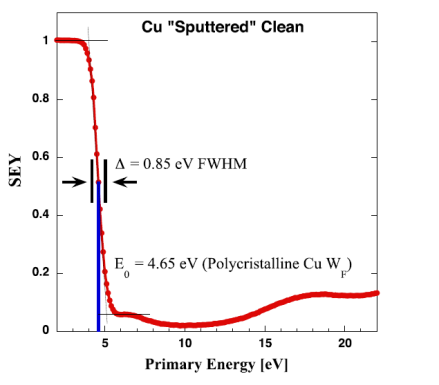 Cu "Sputtered" Clean
1
0.8
Δ = 0.85 eV FWHM
0.6
SEY
0.4
E₀ = 4.65 eV (Polycristalline Cu W_F)
0.2
0
5 10 15 20
Primary Energy [eV]